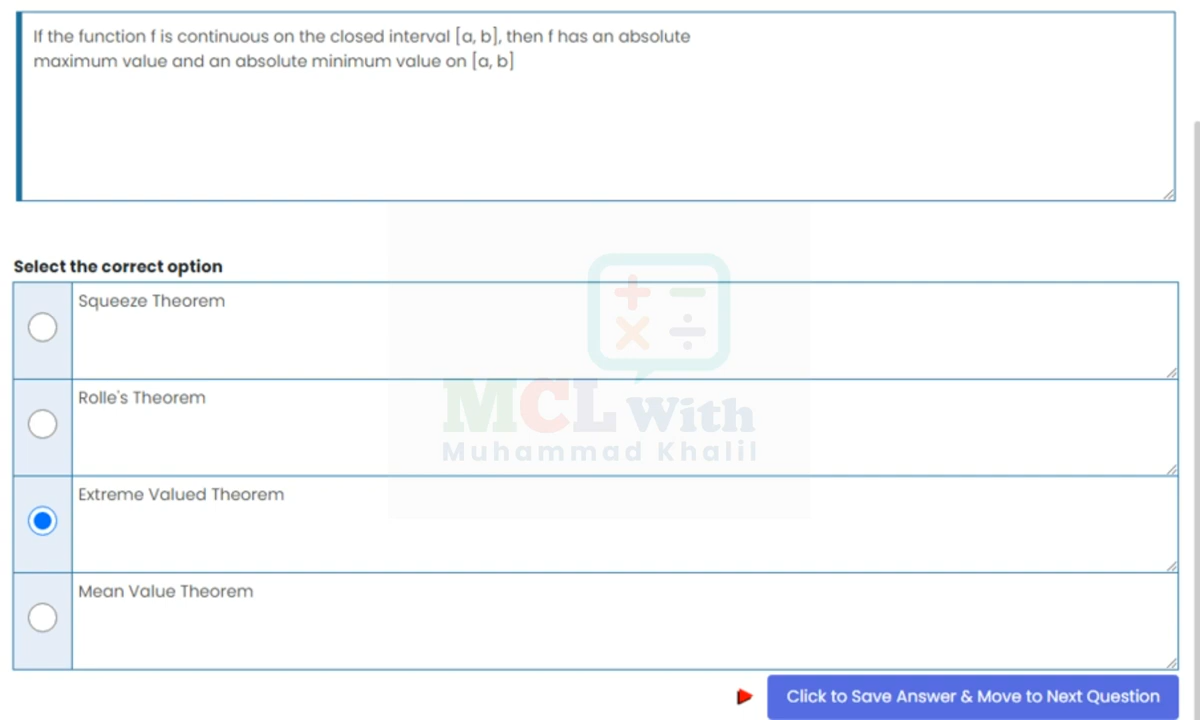 If the function f is continuous on the closed interval [a, b], then f has an absolute
maximum value and an absolute minimum value on [a, b]
Select the correct option
Squeeze Theorem
Rolle's Theorem
MCL With
Muhammad Khalil
Extreme Valued Theorem
Mean Value Theorem
Click to Save Answer & Move to Next Question